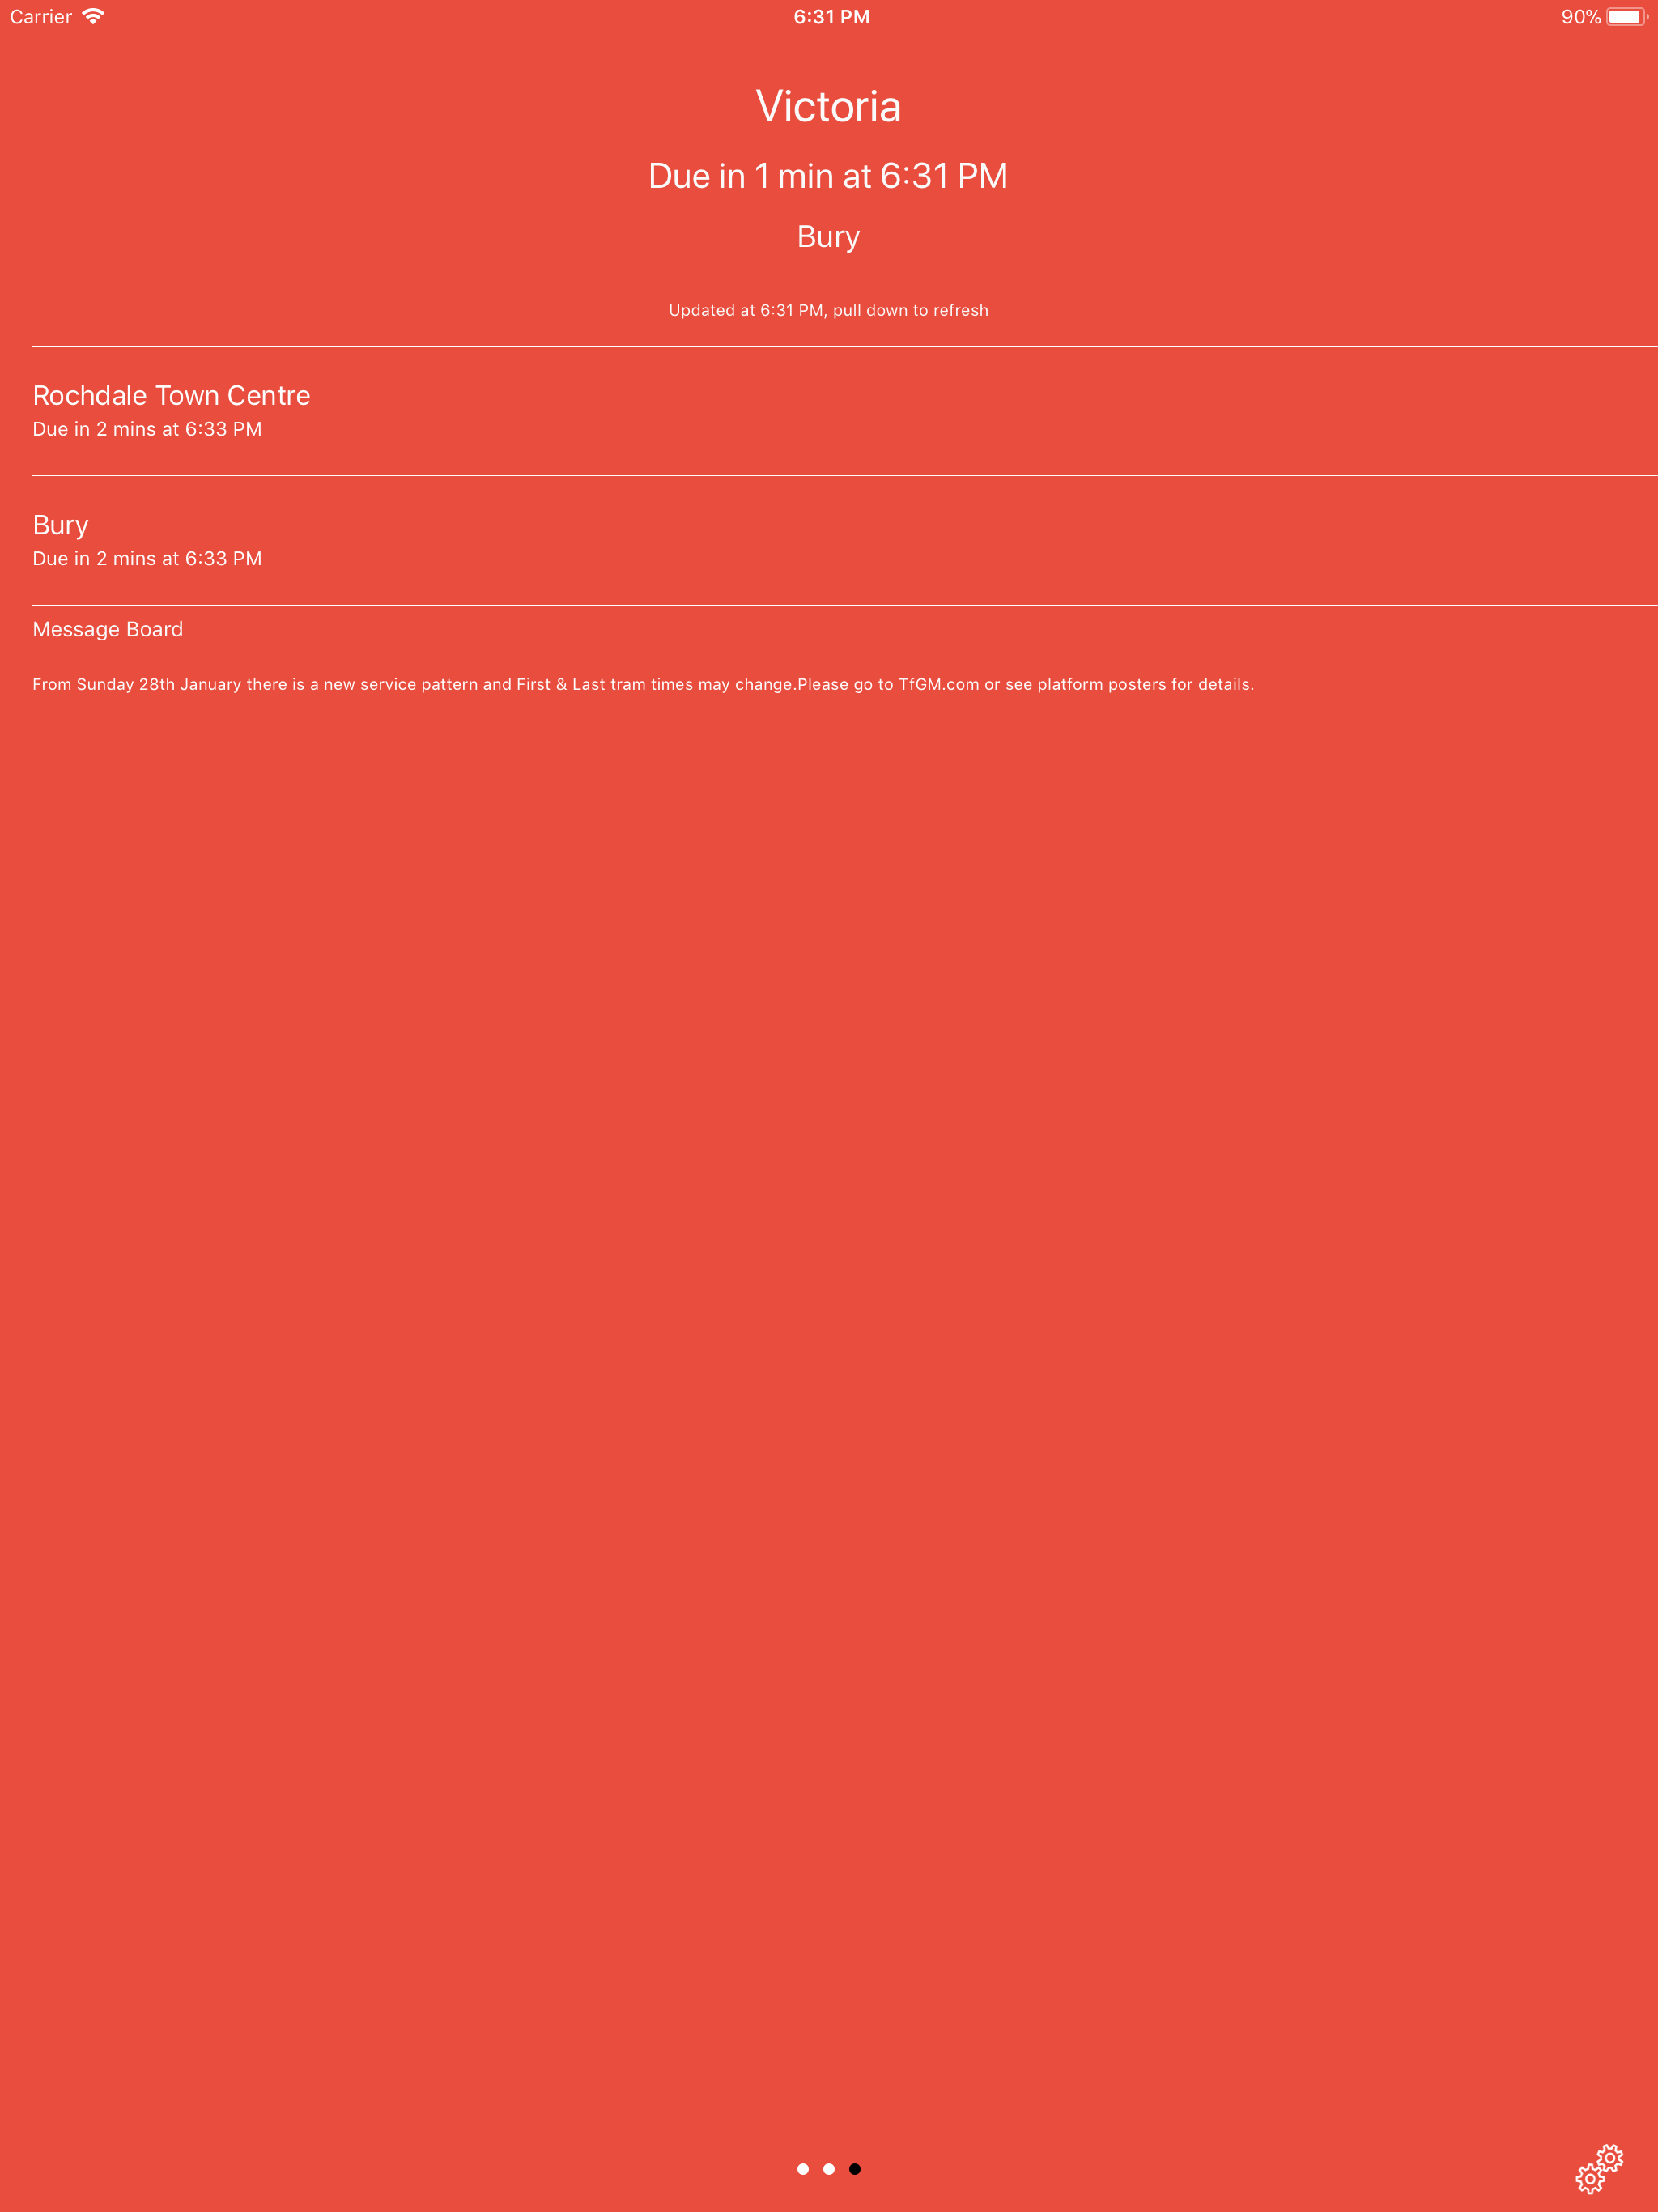 Carrier 6:31 PM 90%
Victoria
Due in 1 min at 6:31 PM
Bury
Updated at 6:31 PM, pull down to refresh
Rochdale Town Centre
Due in 2 mins at 6:33 PM
Bury
Due in 2 mins at 6:33 PM
Message Board
From Sunday 28th January there is a new service pattern and First & Last tram times may change.Please go to TfGM.com or see platform posters for details.